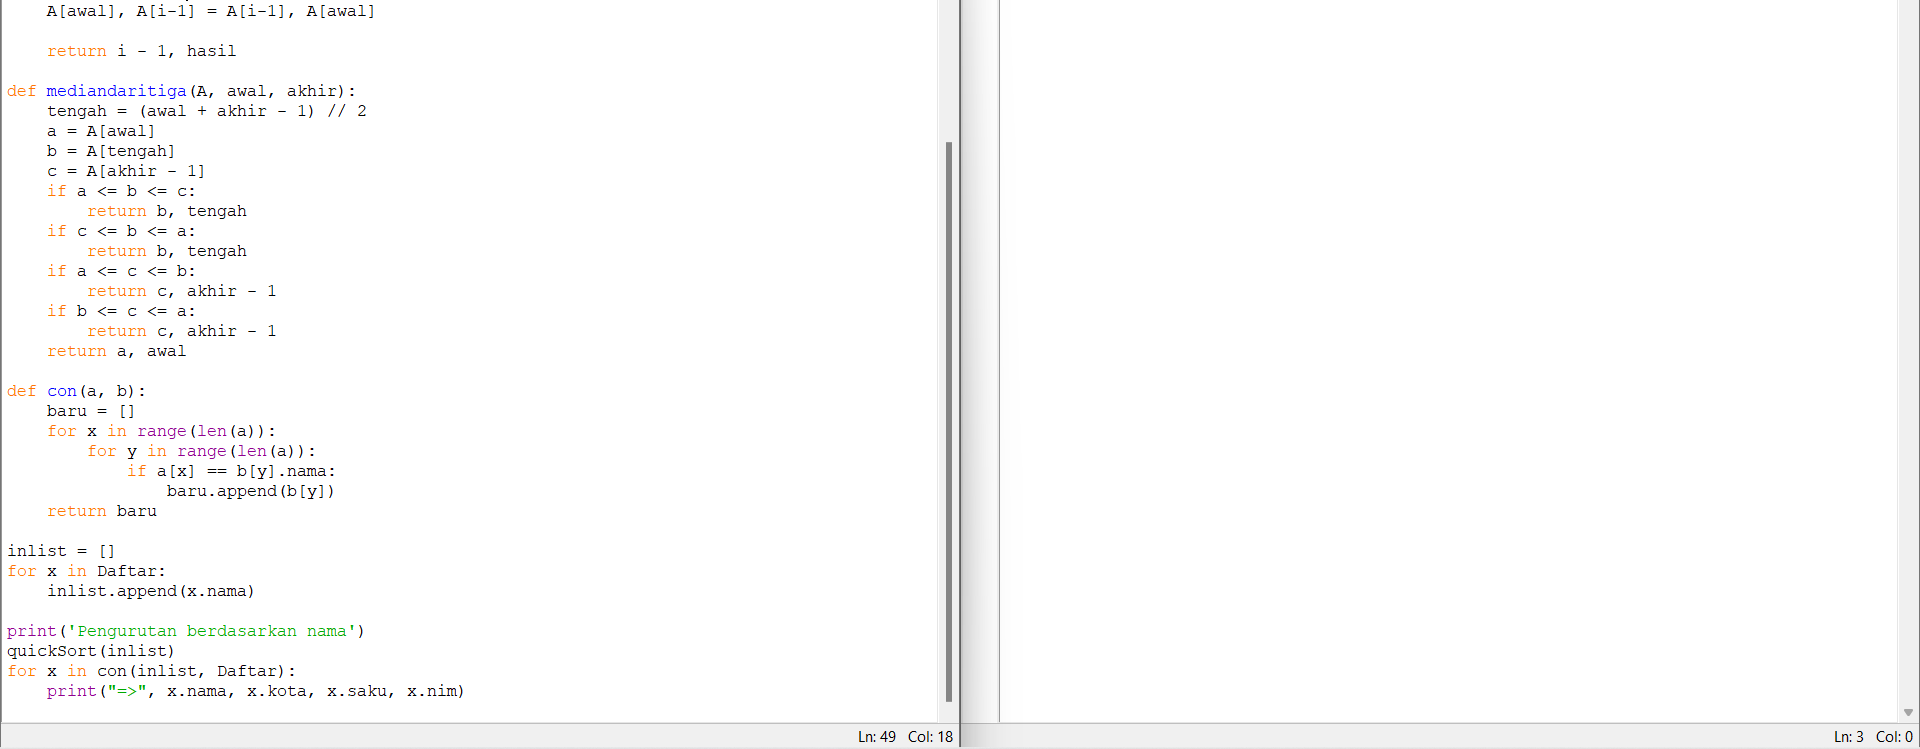 A[awal], A[i-1] = A[i-1], A[awal]
    return i - 1, hasil
def mediandaritiga(A, awal, akhir):
    tengah = (awal + akhir - 1) // 2
    a = A[awal]
    b = A[tengah]
    c = A[akhir - 1]
    if a <= b <= c:
        return b, tengah
    if c <= b <= a:
        return b, tengah
    if a <= c <= b:
        return c, akhir - 1
    if b <= c <= a:
        return c, akhir - 1
    return a, awal
def con(a, b):
    baru = []
    for x in range(len(a)):
        for y in range(len(a)):
            if a[x] == b[y].nama:
                baru.append(b[y])
    return baru
inlist = []
for x in Daftar:
    inlist.append(x.nama)
print('Pengurutan berdasarkan nama')
quickSort(inlist)
for x in con(inlist, Daftar):
    print("=>", x.nama, x.kota, x.saku, x.nim)
Ln: 49 Col: 18
Ln: 3 Col: 0